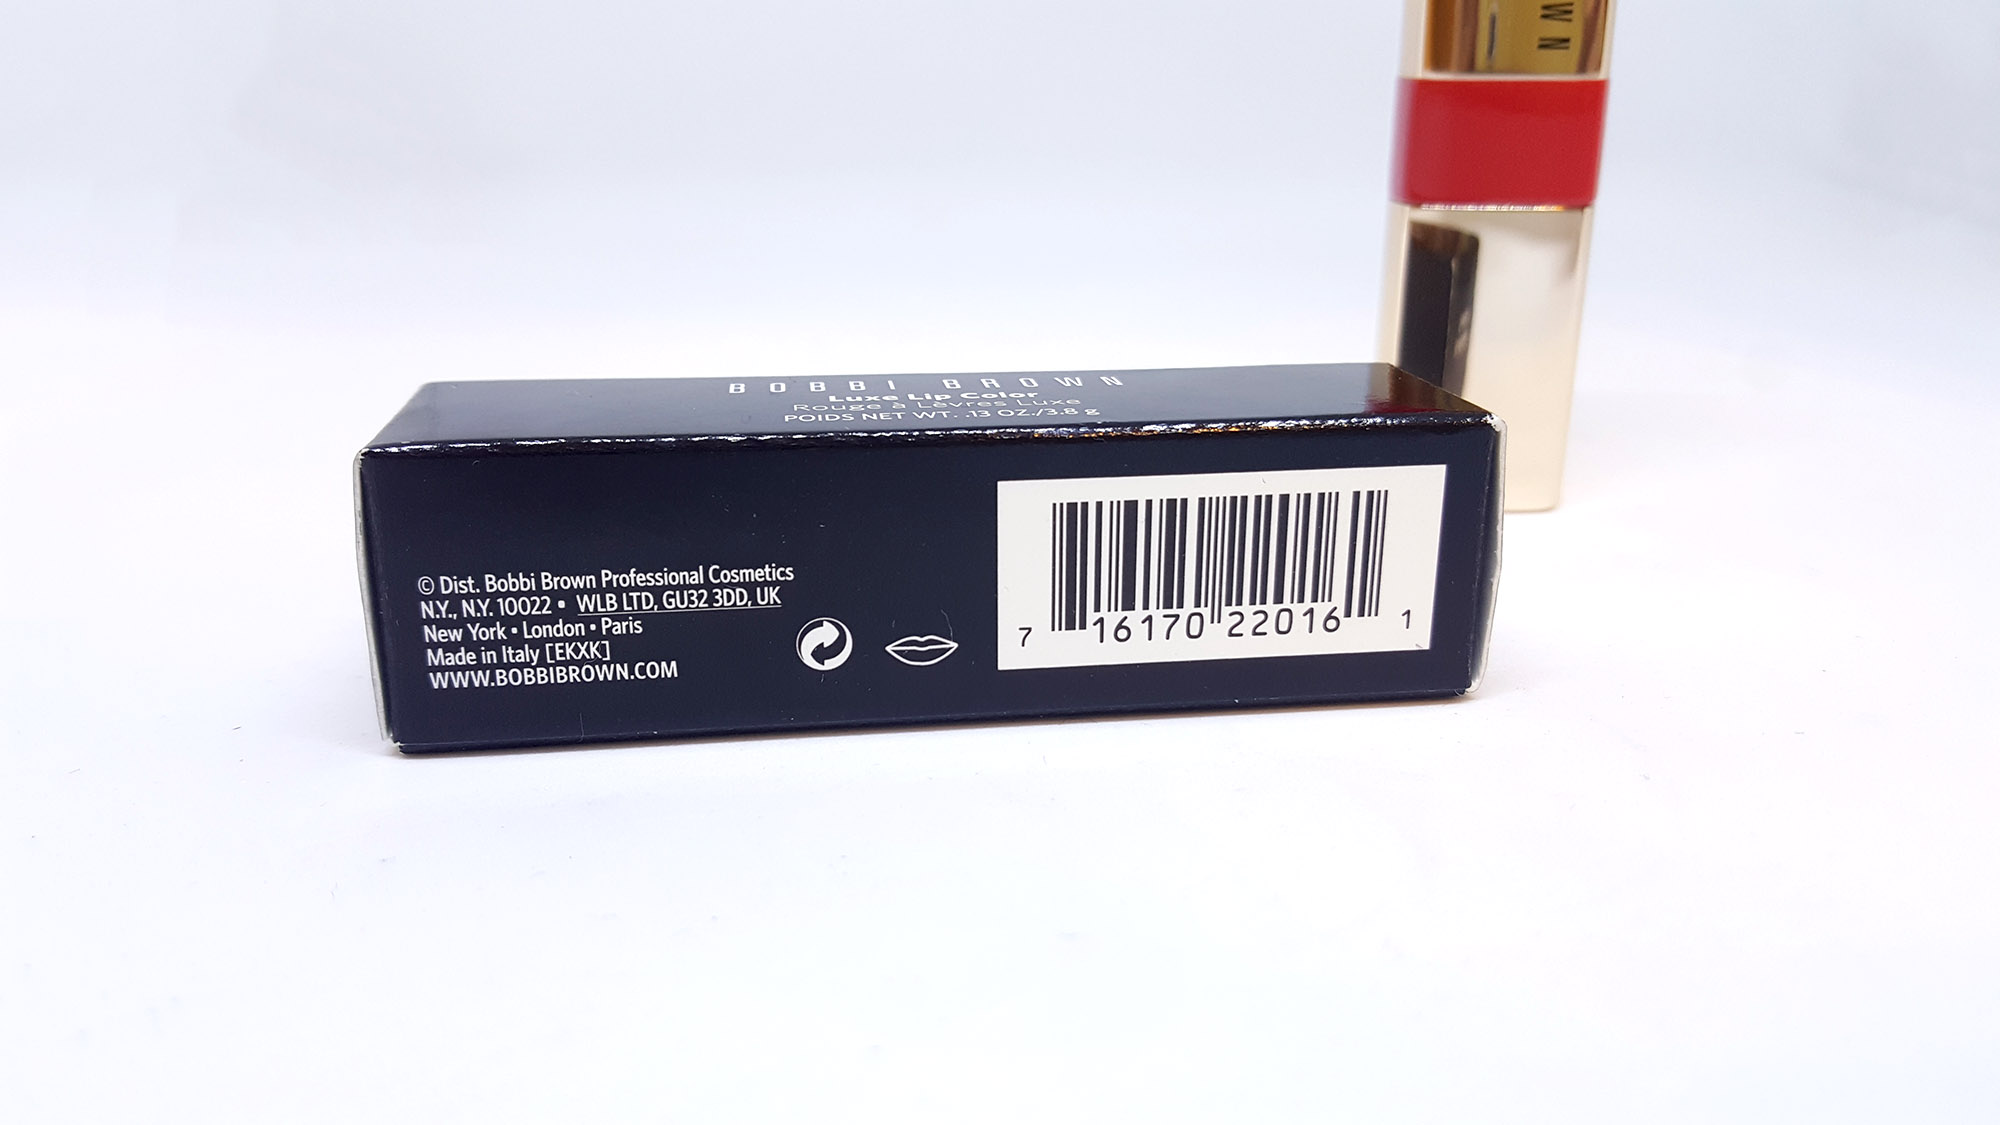 WN
BOBBI BROWN
Luxe Lip Color
Rouge à Lèvres Luxe
POIDS NET WT. .13 OZ./3.8 g
© Dist. Bobbi Brown Professional Cosmetics
N.Y., N.Y. 10022 • WLB LTD, GU32 3DD, UK
New York • London • Paris
Made in Italy [EKXK]
WWW.BOBBIBROWN.COM
7 16170 22016 1